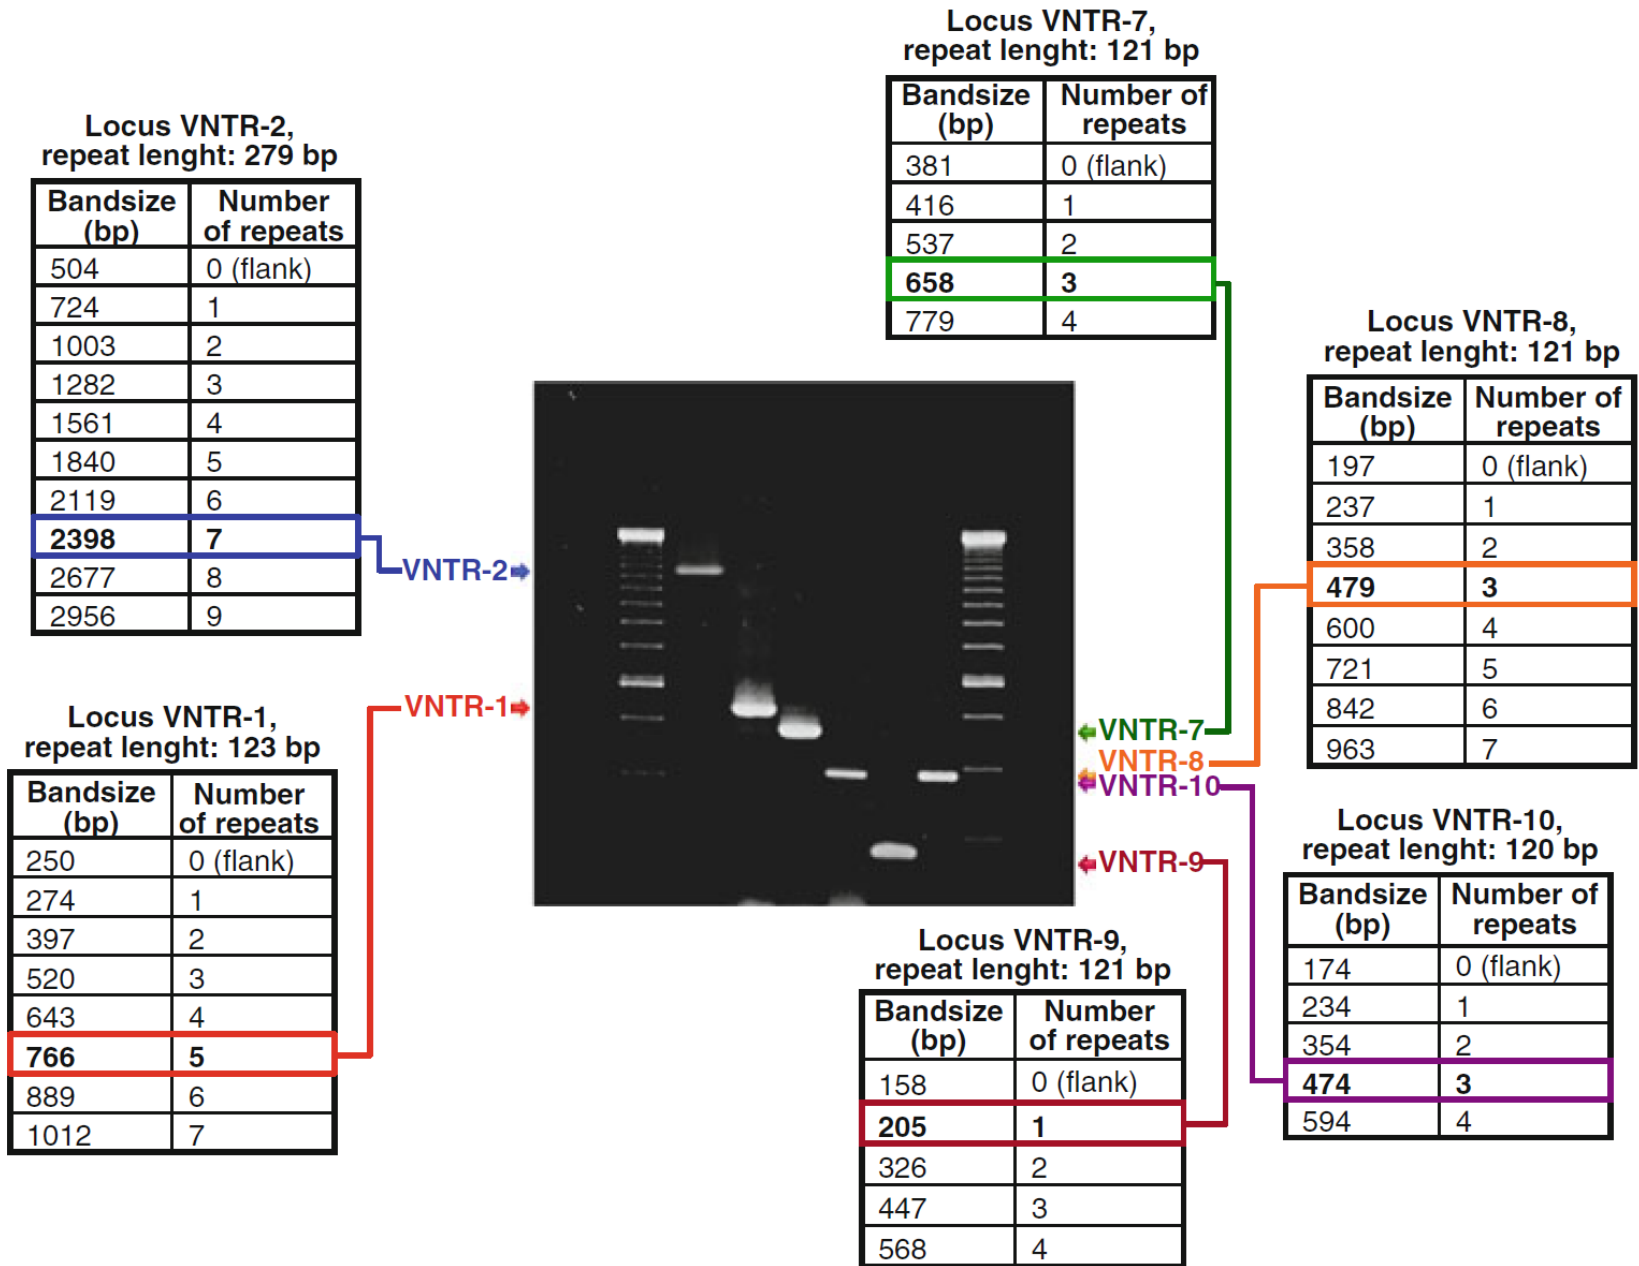 Locus VNTR-2,
repeat lenght: 279 bp
Bandsize (bp) Number of repeats
504 0 (flank)
724 1
1003 2
1282 3
1561 4
1840 5
2119 6
2398 7
2677 8
2956 9
Locus VNTR-1,
repeat lenght: 123 bp
Bandsize (bp) Number of repeats
250 0 (flank)
274 1
397 2
520 3
643 4
766 5
889 6
1012 7
VNTR-2
VNTR-1
Locus VNTR-7,
repeat lenght: 121 bp
Bandsize (bp) Number of repeats
381 0 (flank)
416 1
537 2
658 3
779 4
VNTR-7
VNTR-8
VNTR-10
VNTR-9
Locus VNTR-8,
repeat lenght: 121 bp
Bandsize (bp) Number of repeats
197 0 (flank)
237 1
358 2
479 3
600 4
721 5
842 6
963 7
Locus VNTR-10,
repeat lenght: 120 bp
Bandsize (bp) Number of repeats
174 0 (flank)
234 1
354 2
474 3
594 4
Locus VNTR-9,
repeat lenght: 121 bp
Bandsize (bp) Number of repeats
158 0 (flank)
205 1
326 2
447 3
568 4